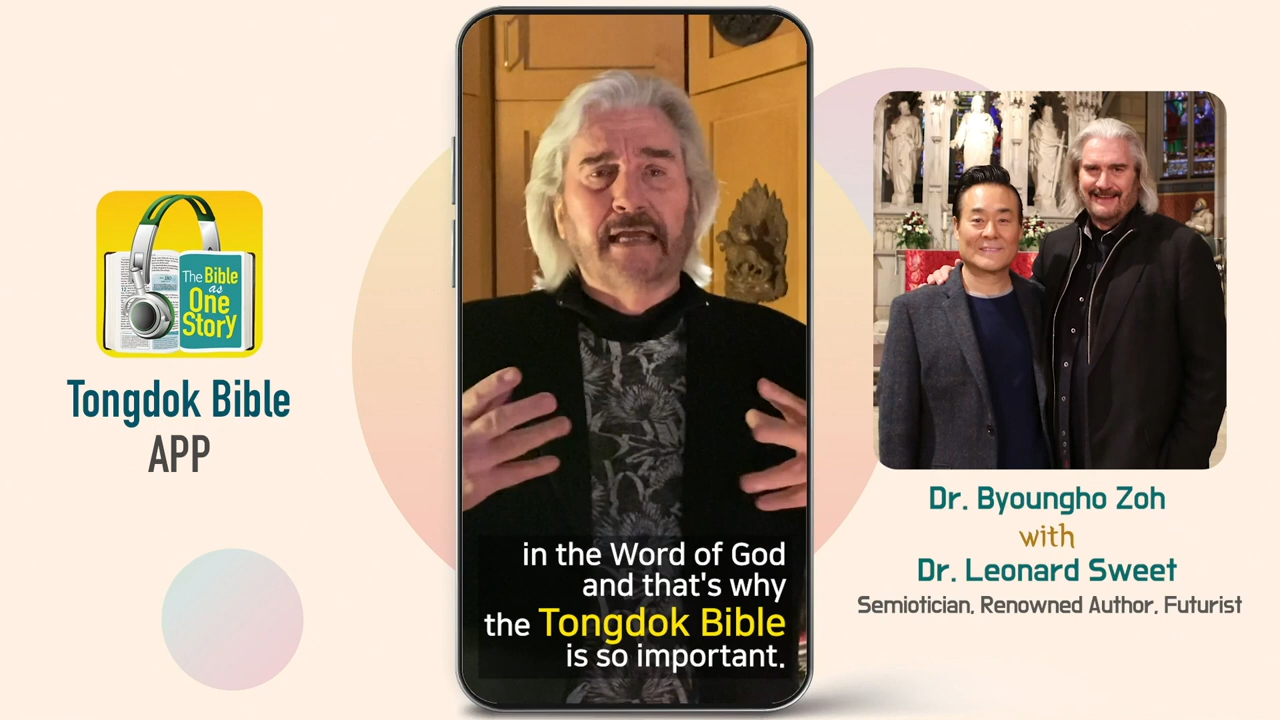 The Bible
as
One
Story
Tongdok Bible
APP
in the Word of God
and that's why
the Tongdok Bible
is so important.
Dr. Byoungho Zoh
with
Dr. Leonard Sweet
Semiotician, Renowned Author, Futurist